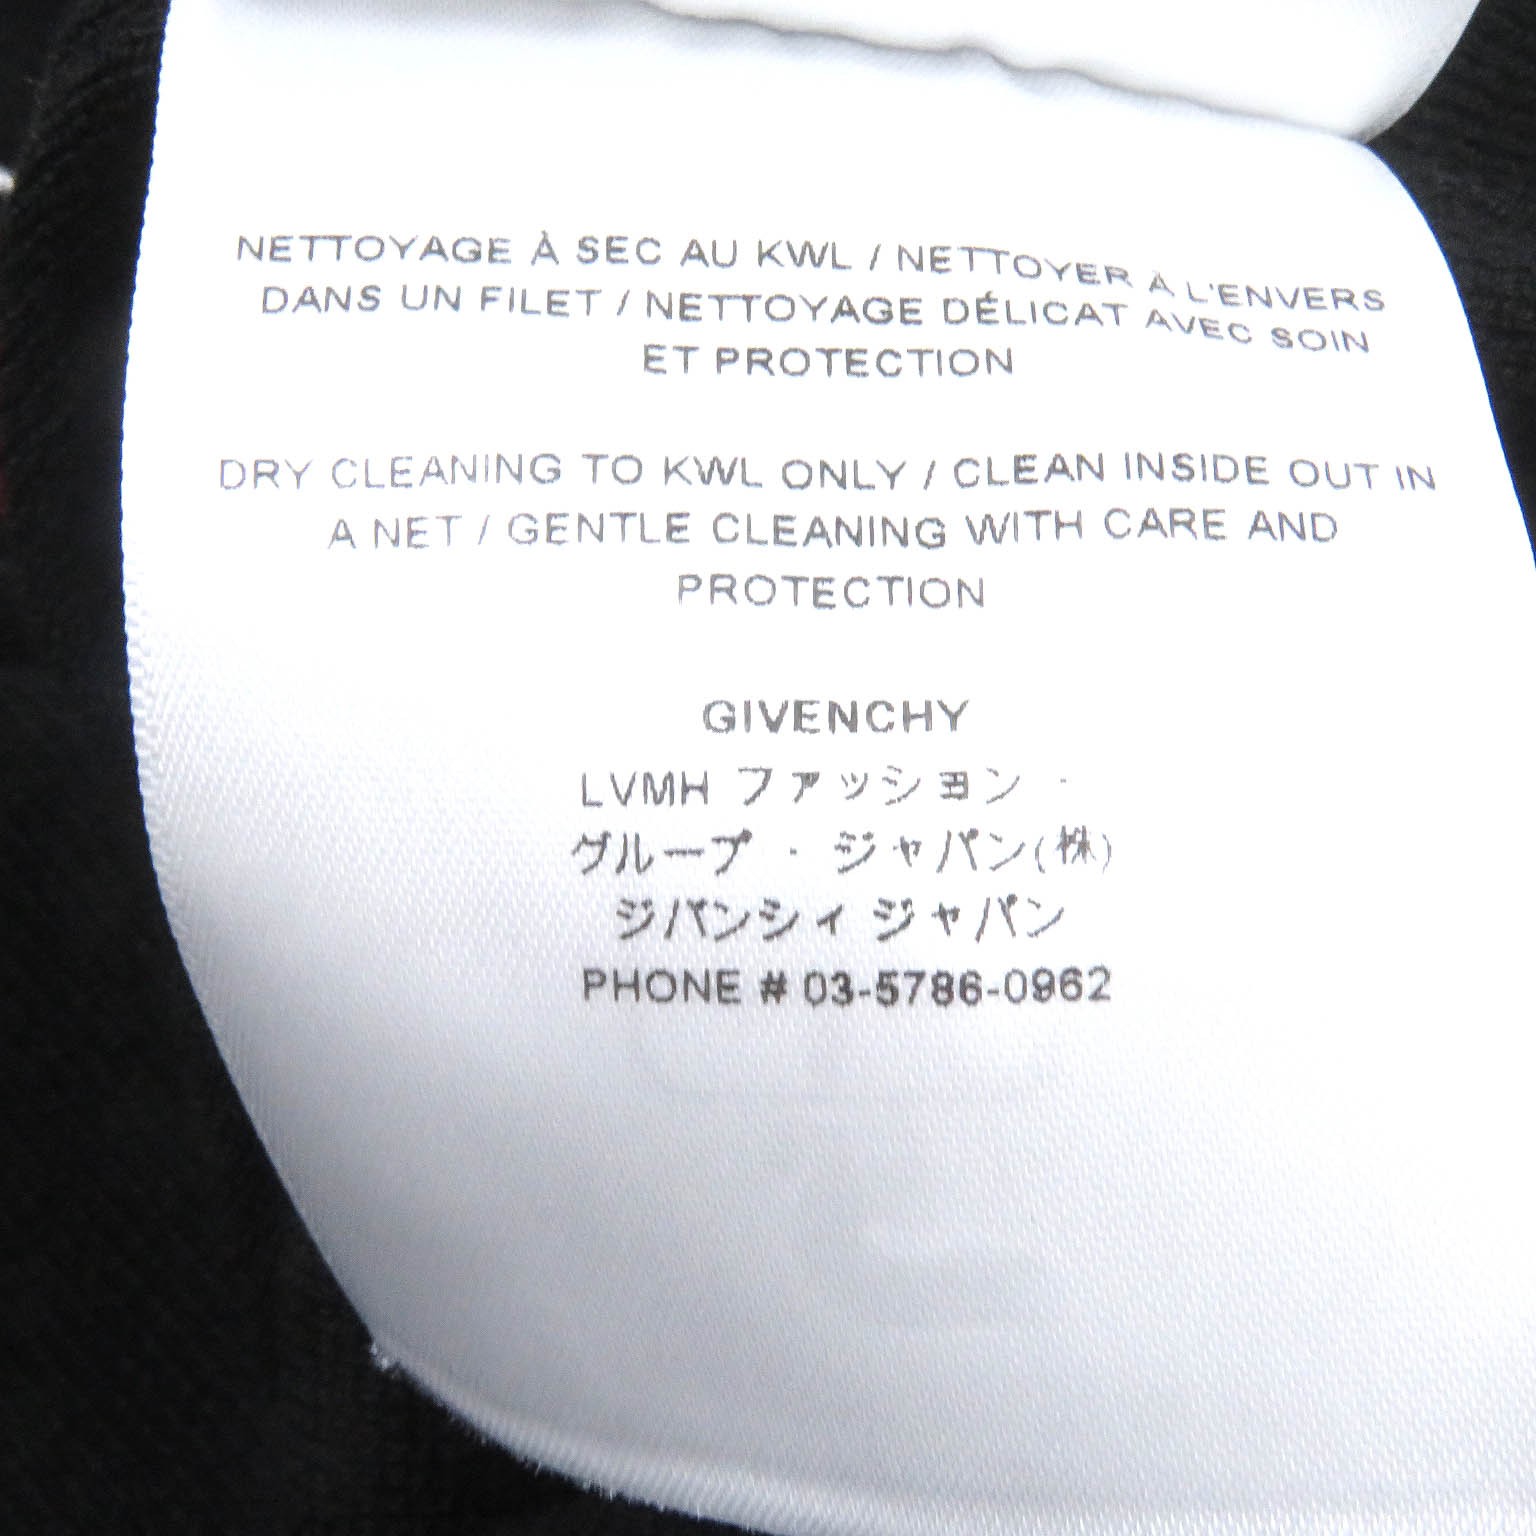 NETTOYAGE À SEC AU KWL / NETTOYER À L'ENVERS
DANS UN FILET / NETTOYAGE DÉLICAT AVEC SOIN
ET PROTECTION
DRY CLEANING TO KWL ONLY / CLEAN INSIDE OUT IN
A NET / GENTLE CLEANING WITH CARE AND
PROTECTION
GIVENCHY
LVMH ファッション ·
グループ · ジャパン(株)
ジバンシィ ジャパン
PHONE # 03-5786-0962